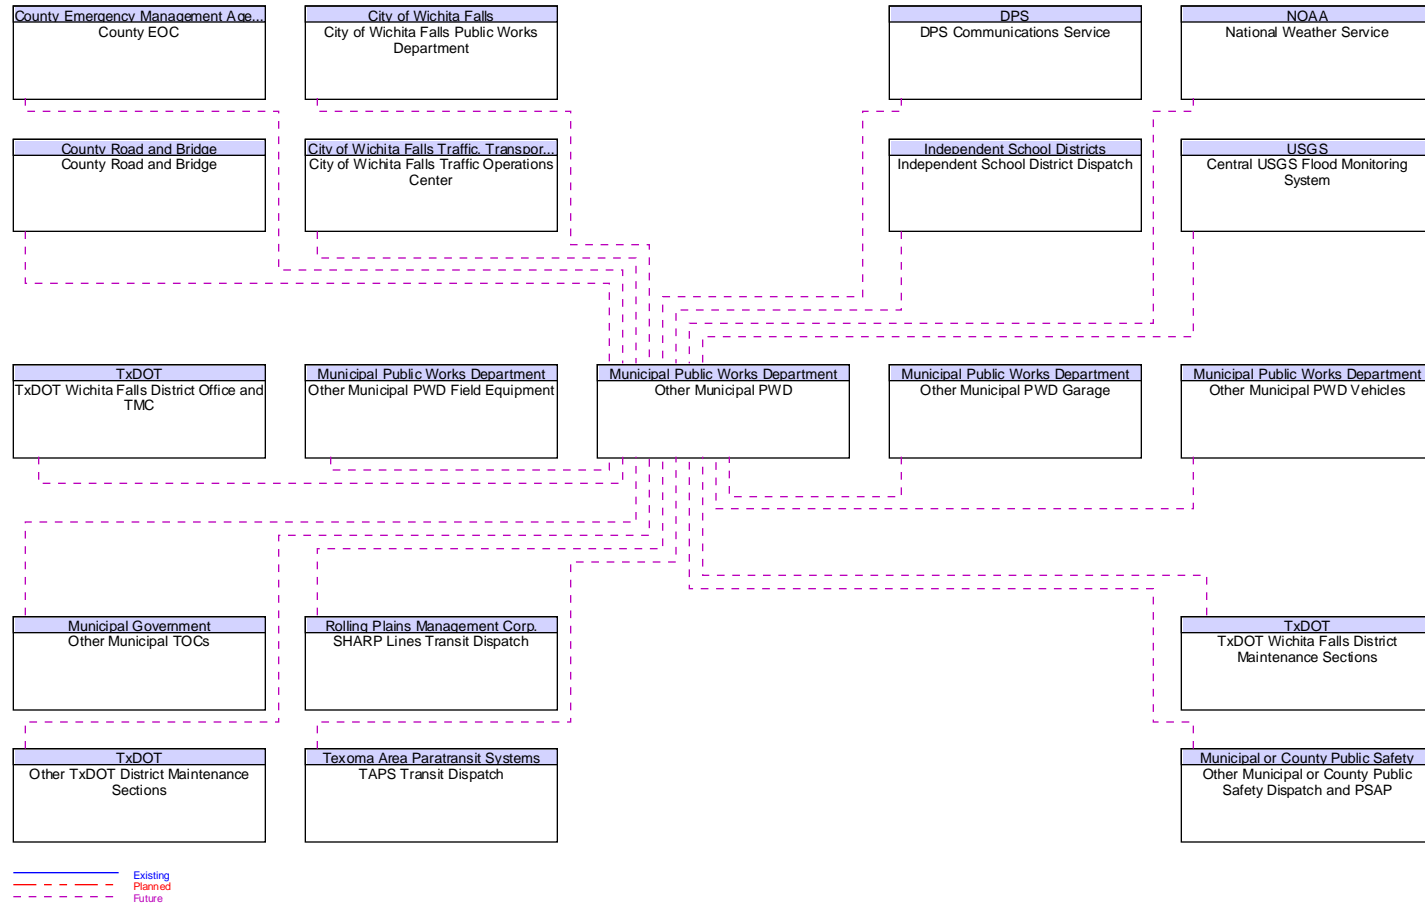 County Emergency Management Age...
County EOC
City of Wichita Falls
City of Wichita Falls Public Works
Department
DPS
DPS Communications Service
NOAA
National Weather Service
County Road and Bridge
County Road and Bridge
City of Wichita Falls Traffic, Transpor...
City of Wichita Falls Traffic Operations
Center
Independent School Districts
Independent School District Dispatch
USGS
Central USGS Flood Monitoring
System
TxDOT
TxDOT Wichita Falls District Office and
TMC
Municipal Public Works Department
Other Municipal PWD Field Equipment
Municipal Public Works Department
Other Municipal PWD
Municipal Public Works Department
Other Municipal PWD Garage
Municipal Public Works Department
Other Municipal PWD Vehicles
Municipal Government
Other Municipal TOCs
Rolling Plains Management Corp.
SHARP Lines Transit Dispatch
TxDOT
TxDOT Wichita Falls District
Maintenance Sections
TxDOT
Other TxDOT District Maintenance
Sections
Texoma Area Paratransit Systems
TAPS Transit Dispatch
Municipal or County Public Safety
Other Municipal or County Public
Safety Dispatch and PSAP
Existing
Planned
Future